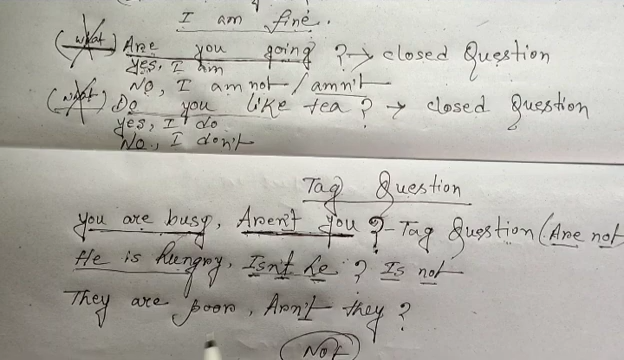 I am fine.
(What) Are you going ? → closed Question
Yes, I am
No, I am not / amn't
(What) Do you like tea ? → closed Question
Yes, I do
No, I don't
Tag Question
You are busy, Aren't you ? - Tag Question (Are not
He is hungry, Isn't he ? Is not
They are poor, Arn't they ?
Not